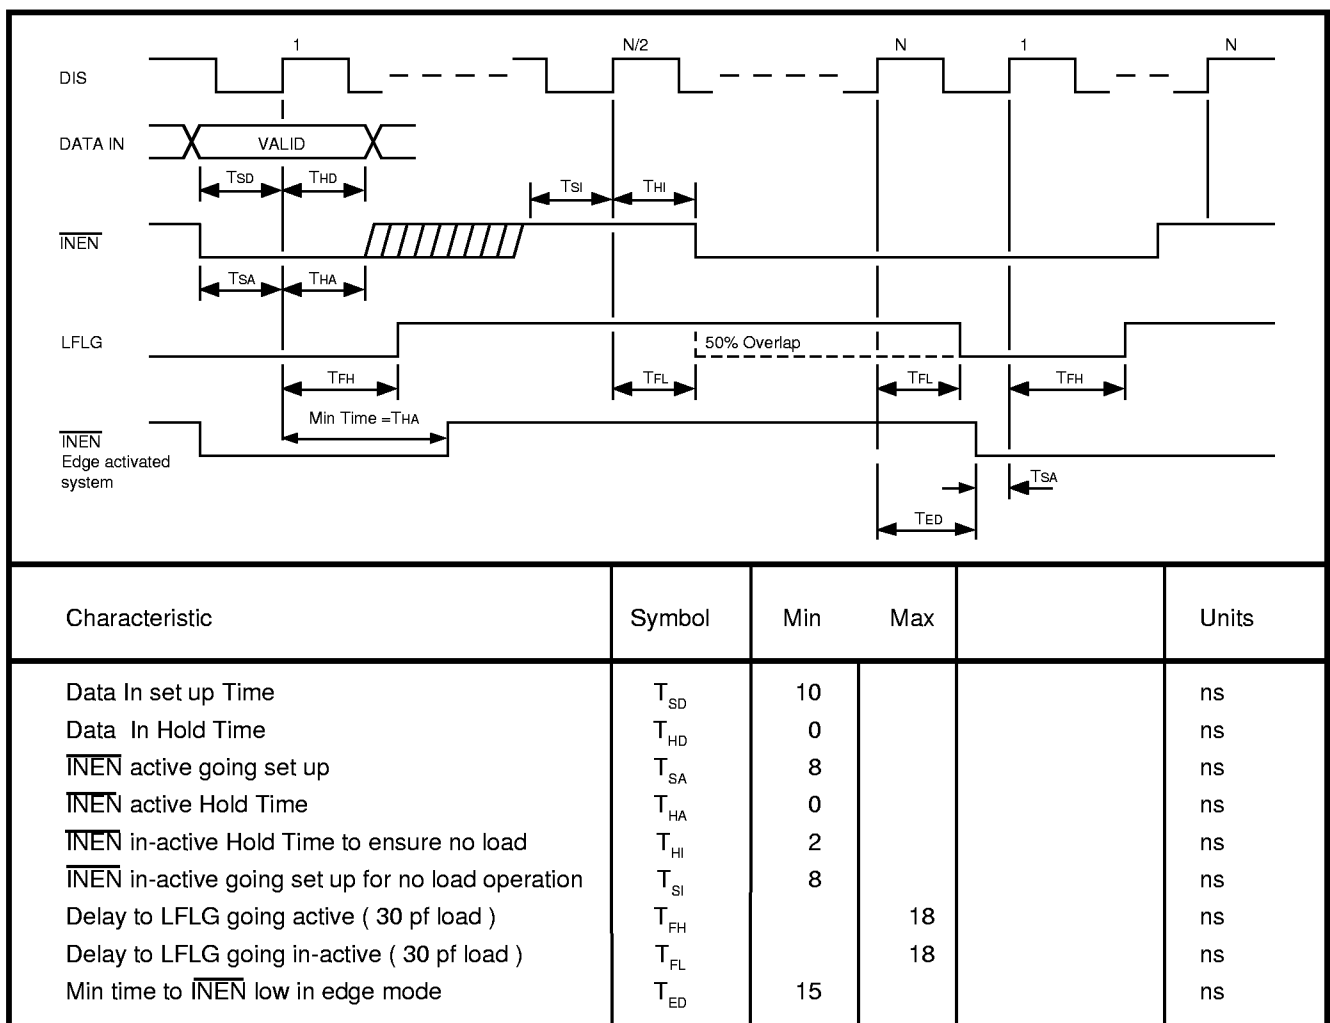 1 N/2 N 1 N
DIS
DATA IN VALID
TSD THD TSI THI
INEN
TSA THA
LFLG 50% Overlap
TFH TFL TFL TFH
Min Time =THA
INEN
Edge activated
system
TSA
TED
Characteristic Symbol Min Max Units
Data In set up Time TSD 10 ns
Data In Hold Time THD 0 ns
INEN active going set up TSA 8 ns
INEN active Hold Time THA 0 ns
INEN in-active Hold Time to ensure no load THI 2 ns
INEN in-active going set up for no load operation TSI 8 ns
Delay to LFLG going active ( 30 pf load ) TFH 18 ns
Delay to LFLG going in-active ( 30 pf load ) TFL 18 ns
Min time to INEN low in edge mode TED 15 ns